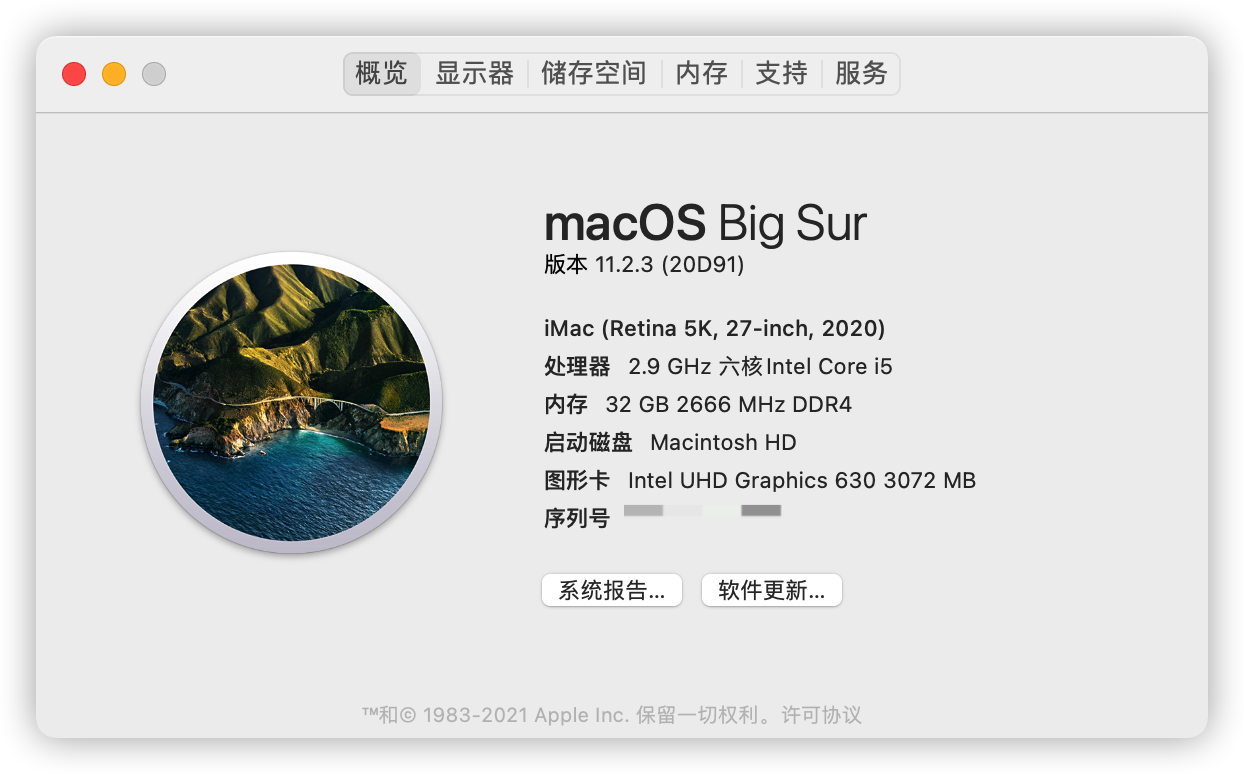 概览 显示器 储存空间 内存 支持 服务
macOS Big Sur
版本 11.2.3 (20D91)
iMac (Retina 5K, 27-inch, 2020)
处理器 2.9 GHz 六核Intel Core i5
内存 32 GB 2666 MHz DDR4
启动磁盘 Macintosh HD
图形卡 Intel UHD Graphics 630 3072 MB
序列号
系统报告... 软件更新...
™和© 1983-2021 Apple Inc. 保留一切权利。许可协议